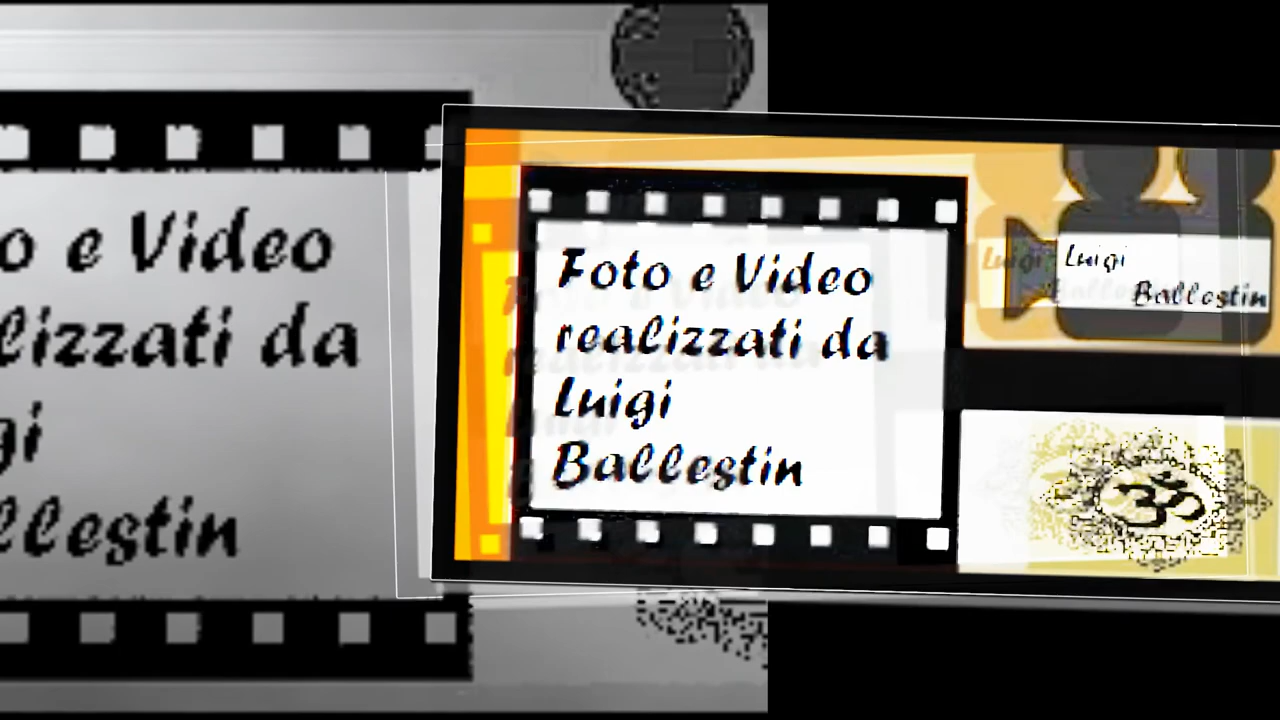 o e Video
lizzati da
gi
llestin
Foto e Video
realizzati da
Luigi
Ballestin
Luigi
Ballestin
ॐ